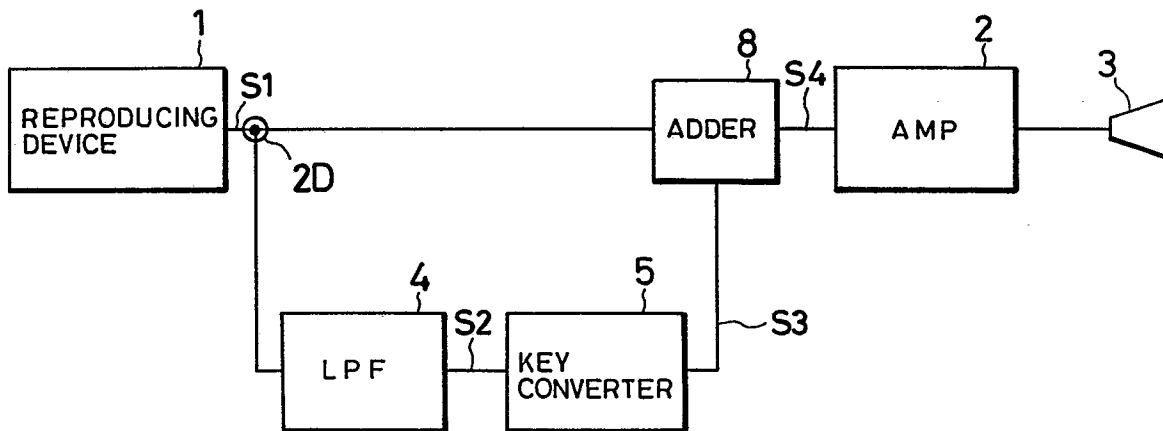 1
REPRODUCING
DEVICE
S1
2D
8
ADDER
S4
2
AMP
3
4
LPF
S2
5
KEY
CONVERTER
S3